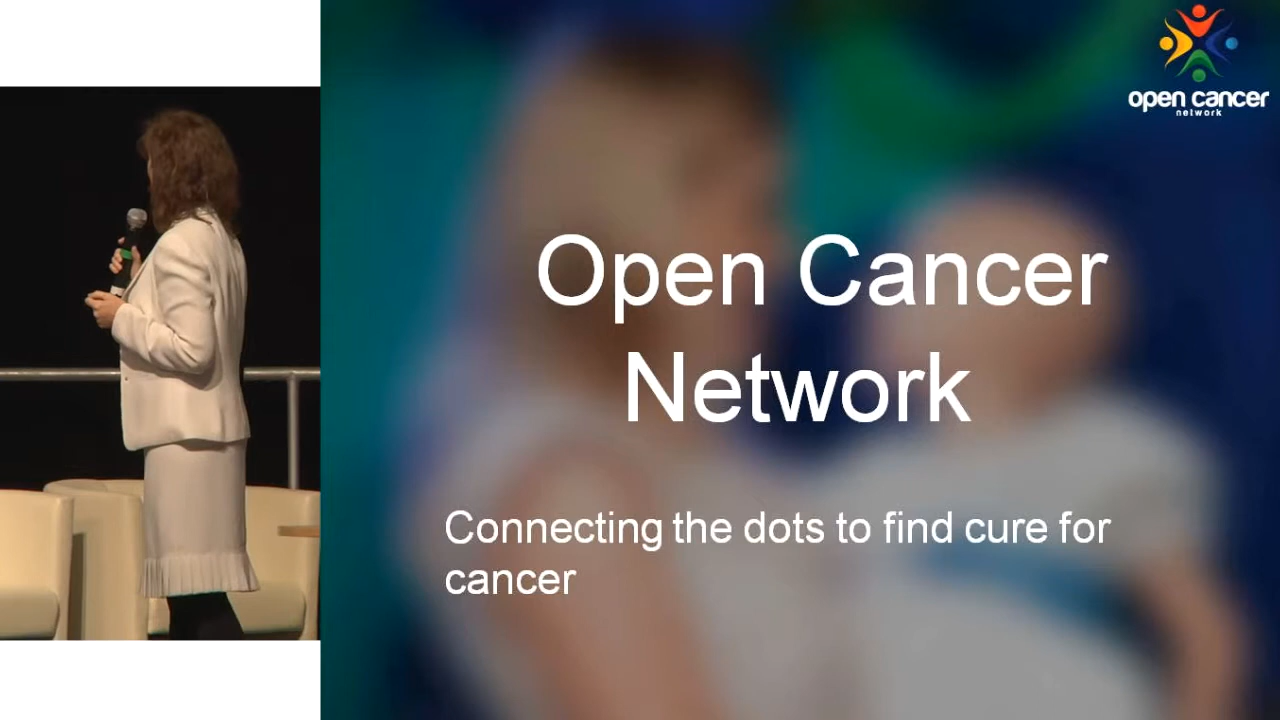 open cancer
network
Open Cancer
Network
Connecting the dots to find cure for
cancer